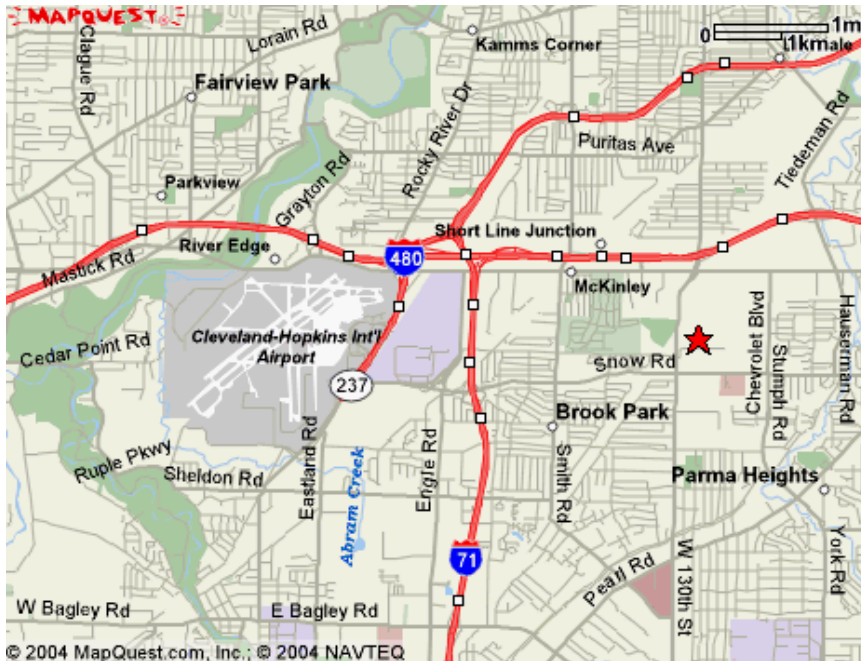 MAPQUEST
Lorain Rd
Kamms Corner
0 1m
1km ale
Clague Rd
Fairview Park
Rocky River Dr
Puritas Ave
Tiedeman Rd
Parkview
Grayton Rd
River Edge
Short Line Junction
Mastick Rd
480
McKinley
Cleveland-Hopkins Int'l
Airport
Cedar Point Rd
237
Snow Rd
Chevrolet Blvd
Stumph Rd
Hauserman Rd
Brook Park
Ruple Pkwy
Sheldon Rd
Eastland Rd
Abram Creek
Engle Rd
Smith Rd
Parma Heights
71
Pearl Rd
W 130th St
York Rd
W Bagley Rd
E Bagley Rd
© 2004 MapQuest.com, Inc.; © 2004 NAVTEQ